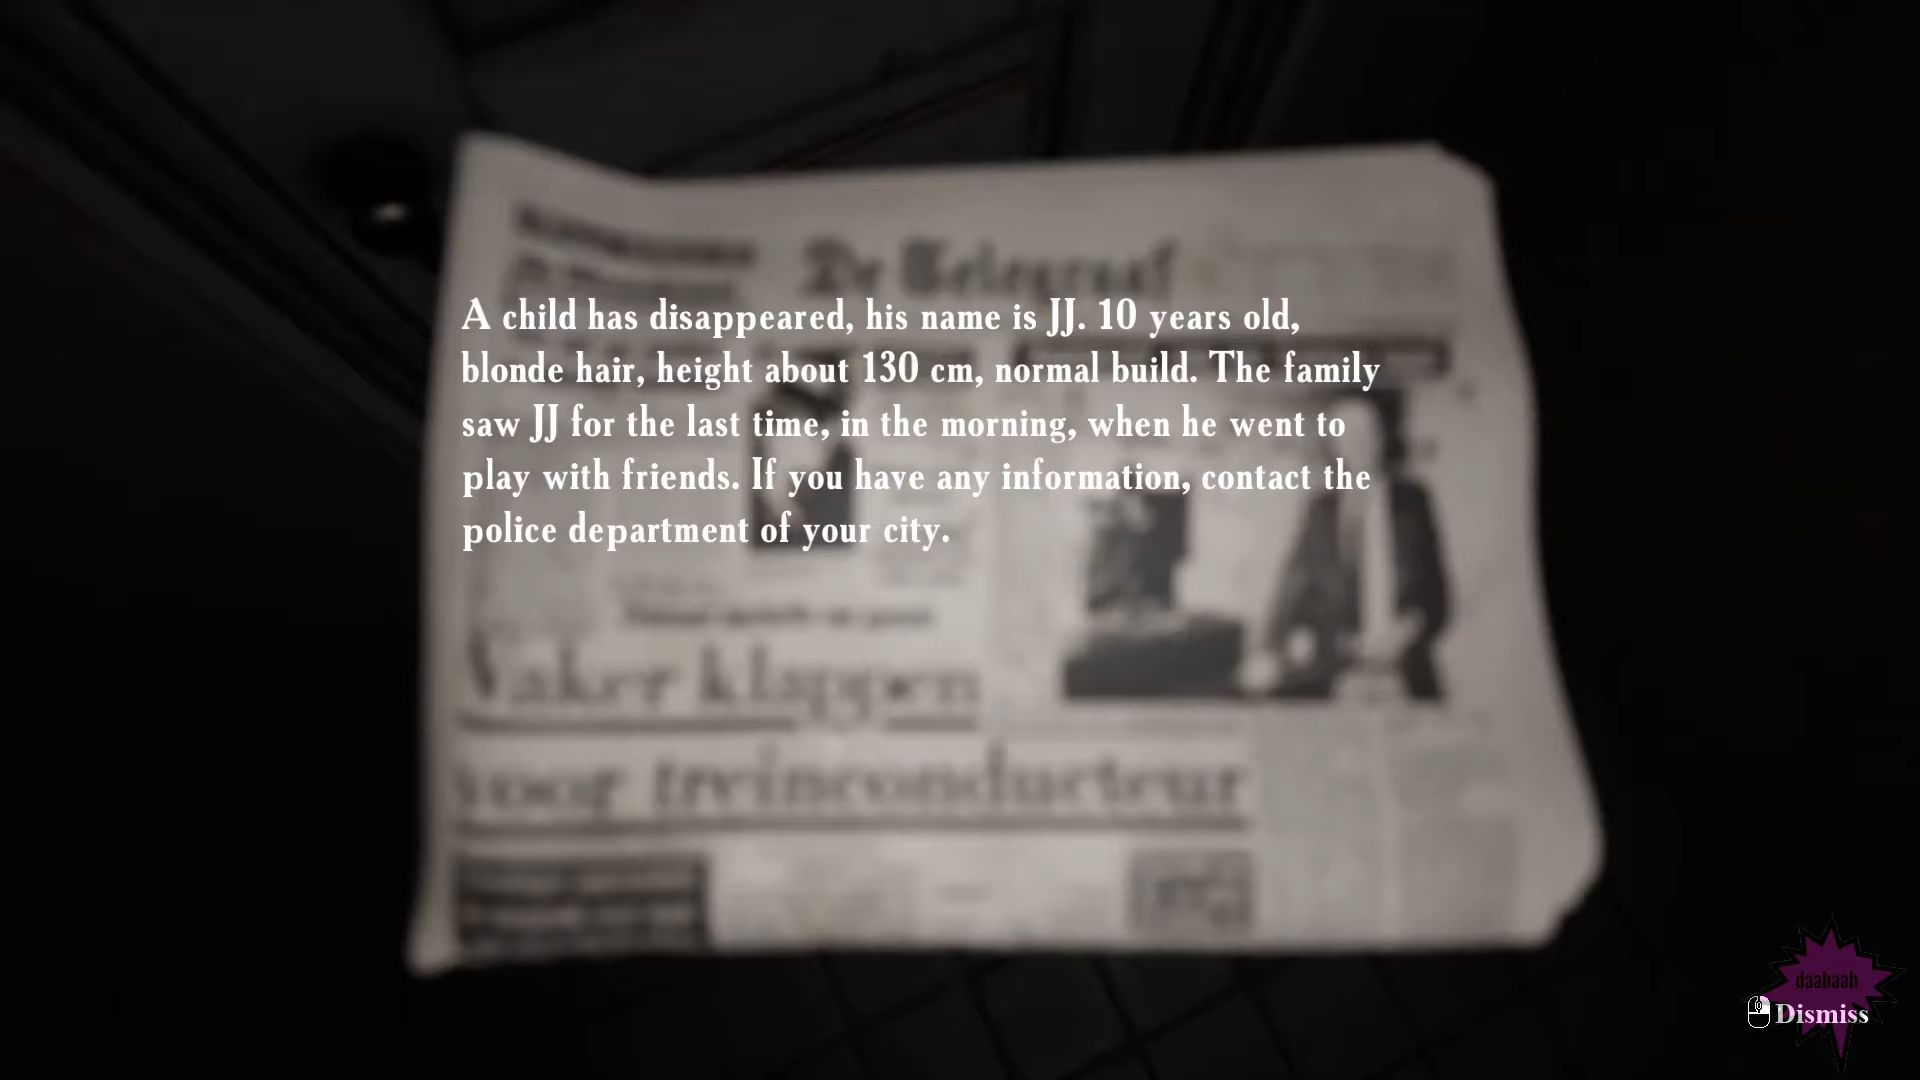 De Telegraaf
A child has disappeared, his name is JJ. 10 years old,
blonde hair, height about 130 cm, normal build. The family
saw JJ for the last time, in the morning, when he went to
play with friends. If you have any information, contact the
police department of your city.
Vaker klappen
voor treinconducteur
daabaah
Dismiss